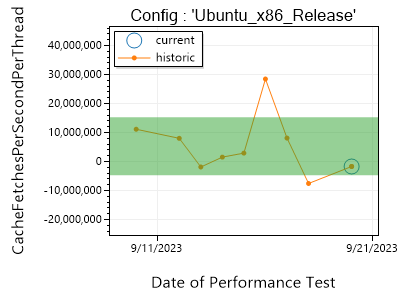 Config : 'Ubuntu_x86_Release'
CacheFetchesPerSecondPerThread
current
historic
40,000,000
30,000,000
20,000,000
10,000,000
0
-10,000,000
-20,000,000
9/11/2023
9/21/2023
Date of Performance Test